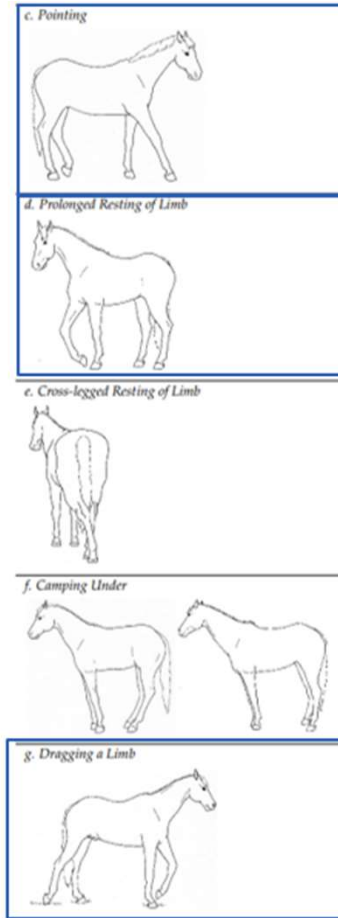 c. Pointing
d. Prolonged Resting of Limb
e. Cross-legged Resting of Limb
f. Camping Under
g. Dragging a Limb